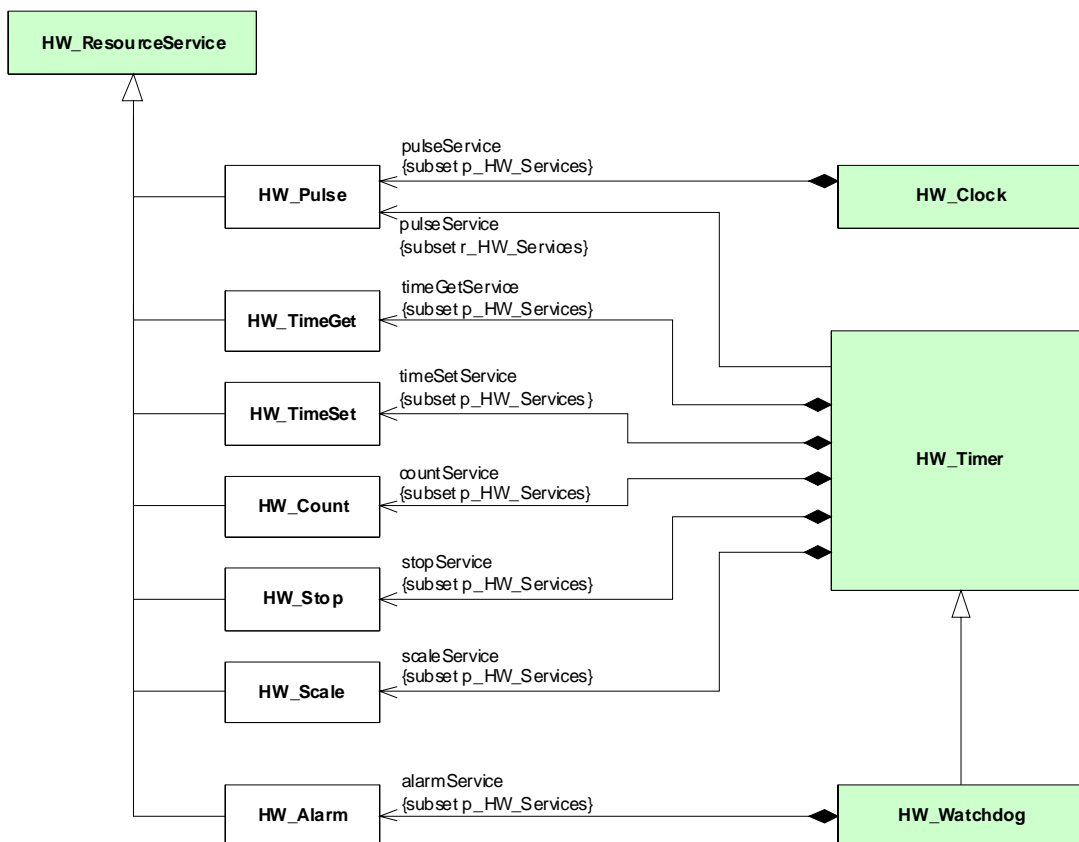 HW_ResourceService
pulseService
{subset p_HW_Services}
HW_Pulse
HW_Clock
pulseService
{subset r_HW_Services}
timeGetService
{subset p_HW_Services}
HW_TimeGet
timeSetService
{subset p_HW_Services}
HW_TimeSet
HW_Timer
countService
{subset p_HW_Services}
HW_Count
stopService
{subset p_HW_Services}
HW_Stop
scaleService
{subset p_HW_Services}
HW_Scale
alarmService
{subset p_HW_Services}
HW_Alarm
HW_Watchdog